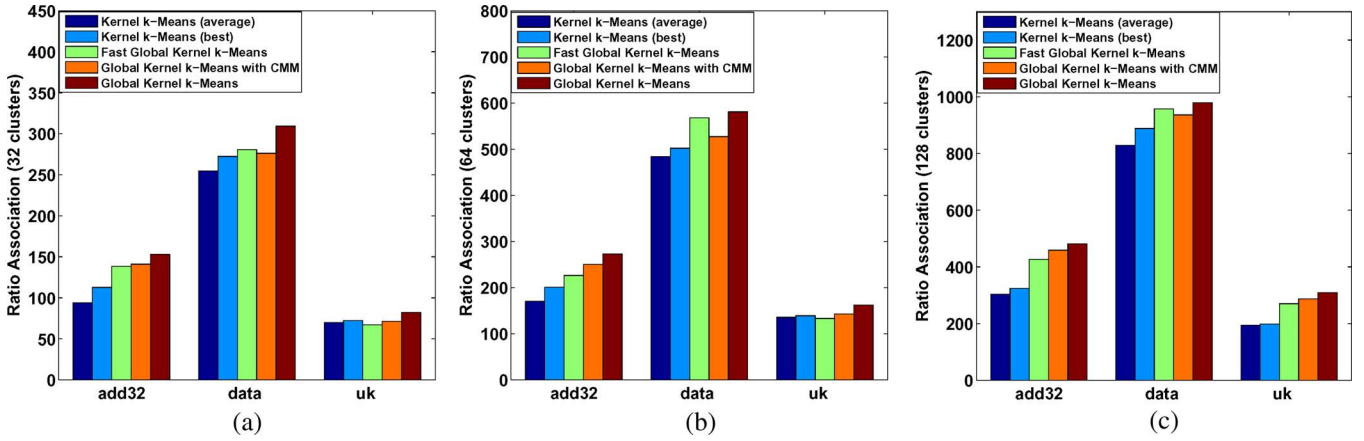 450
400
350
300
250
200
150
100
50
0
Ratio Association (32 clusters)
Kernel k−Means (average)
Kernel k−Means (best)
Fast Global Kernel k−Means
Global Kernel k−Means with CMM
Global Kernel k−Means
add32 data uk
(a)
800
700
600
500
400
300
200
100
0
Ratio Association (64 clusters)
Kernel k−Means (average)
Kernel k−Means (best)
Fast Global Kernel k−Means
Global Kernel k−Means with CMM
Global Kernel k−Means
add32 data uk
(b)
1200
1000
800
600
400
200
0
Ratio Association (128 clusters)
Kernel k−Means (average)
Kernel k−Means (best)
Fast Global Kernel k−Means
Global Kernel k−Means with CMM
Global Kernel k−Means
add32 data uk
(c)